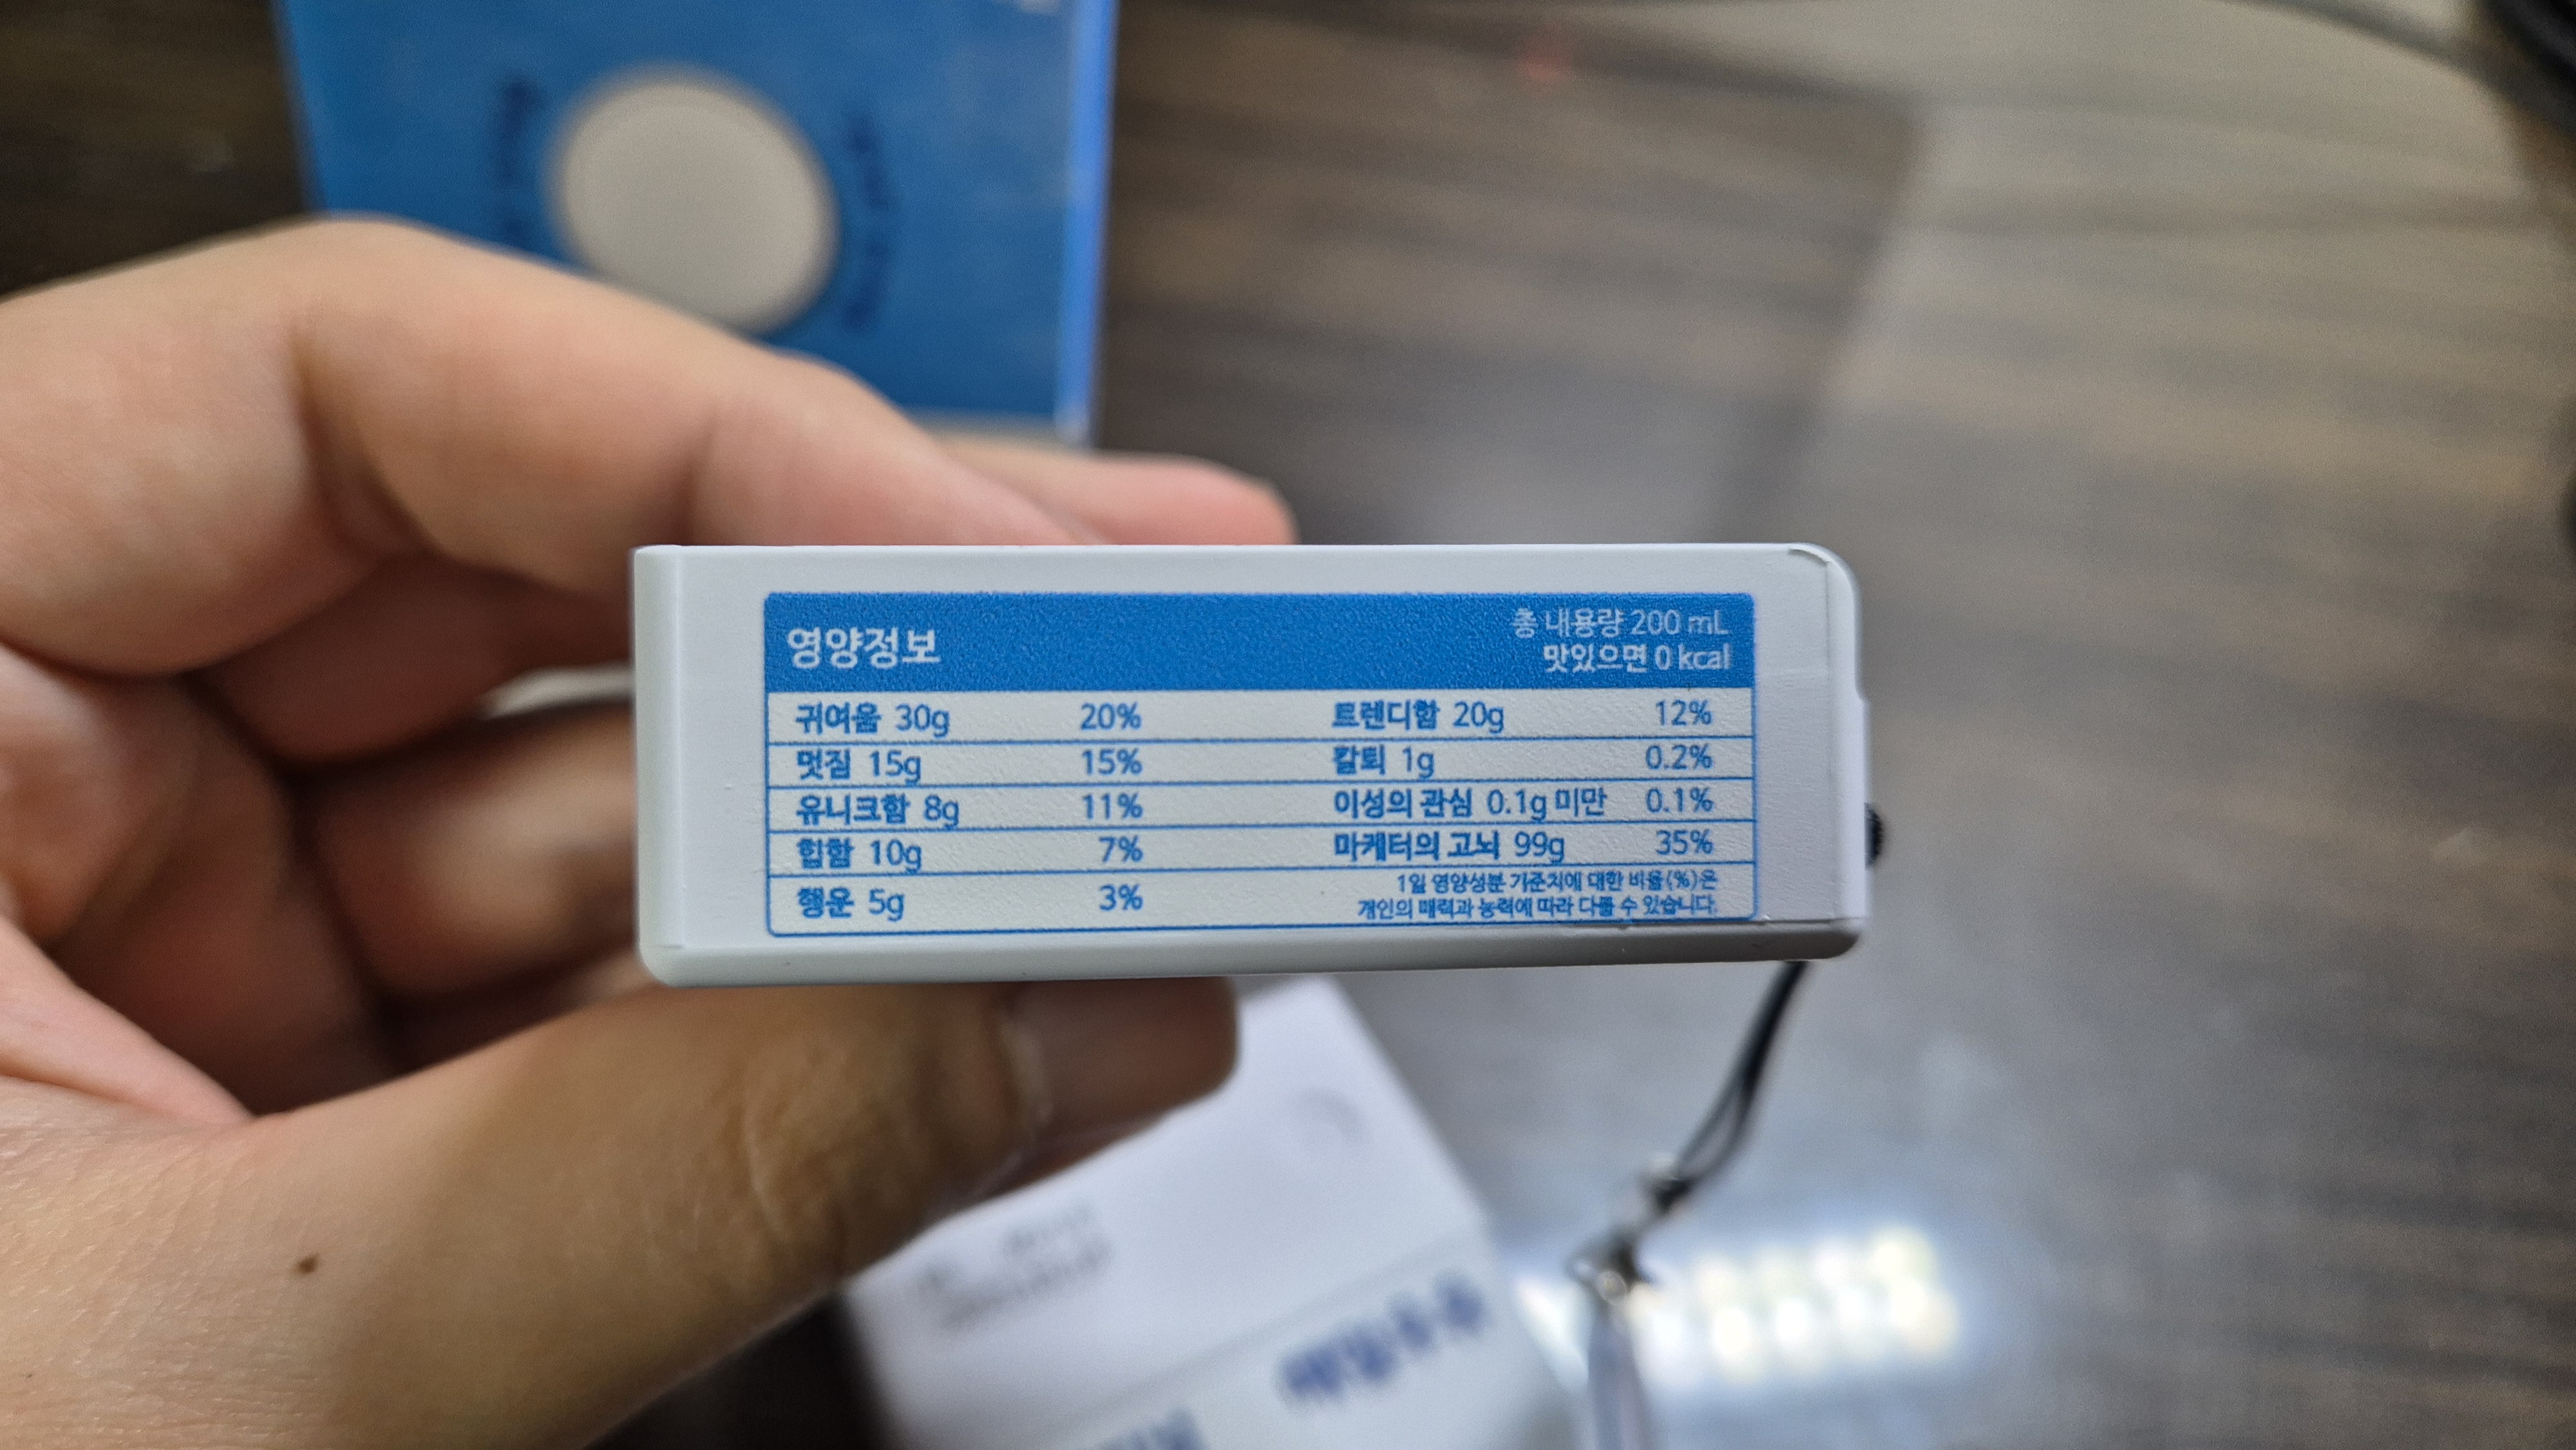 영양정보
총 내용량 200 mL
맛있으면 0 kcal
귀여움 30g 20% 트렌디함 20g 12%
멋짐 15g 15% 칼퇴 1g 0.2%
유니크함 8g 11% 이성의 관심 0.1g 미만 0.1%
힙함 10g 7% 마케터의 고뇌 99g 35%
행운 5g 3%
1일 영양성분 기준치에 대한 비율(%)은
개인의 매력과 능력에 따라 다를 수 있습니다.
매일우유